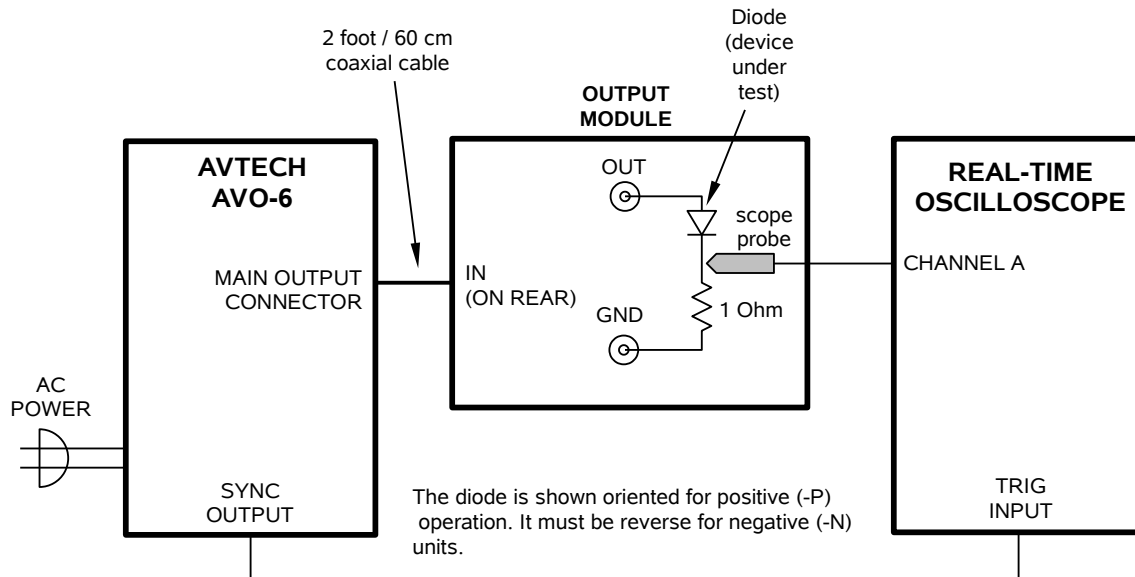 Diode
(device
under
test)
2 foot / 60 cm
coaxial cable
OUTPUT
MODULE
AVTECH
AVO-6
OUT
REAL-TIME
OSCILLOSCOPE
scope
probe
MAIN OUTPUT
CONNECTOR
IN
(ON REAR)
CHANNEL A
GND
1 Ohm
AC
POWER
SYNC
OUTPUT
The diode is shown oriented for positive (-P)
operation. It must be reverse for negative (-N)
units.
TRIG
INPUT